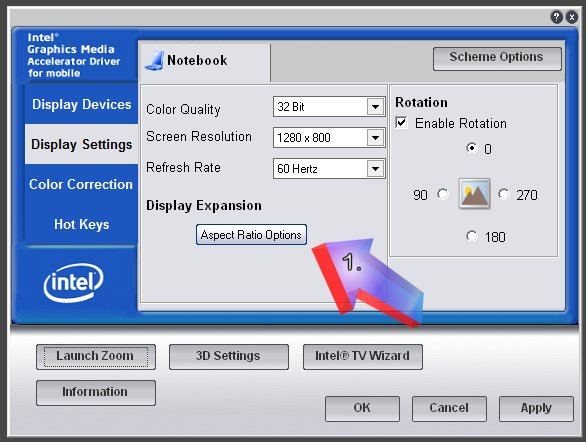 Intel®
Graphics Media
Accelerator Driver
for mobile
Notebook
Scheme Options
Display Devices
Display Settings
Color Correction
Hot Keys
intel®
Color Quality
32 Bit
Screen Resolution
1280 x 800
Refresh Rate
60 Hertz
Display Expansion
Aspect Ratio Options
1.
Rotation
Enable Rotation
0
90
270
180
Launch Zoom
3D Settings
Intel® TV Wizard
Information
OK
Cancel
Apply